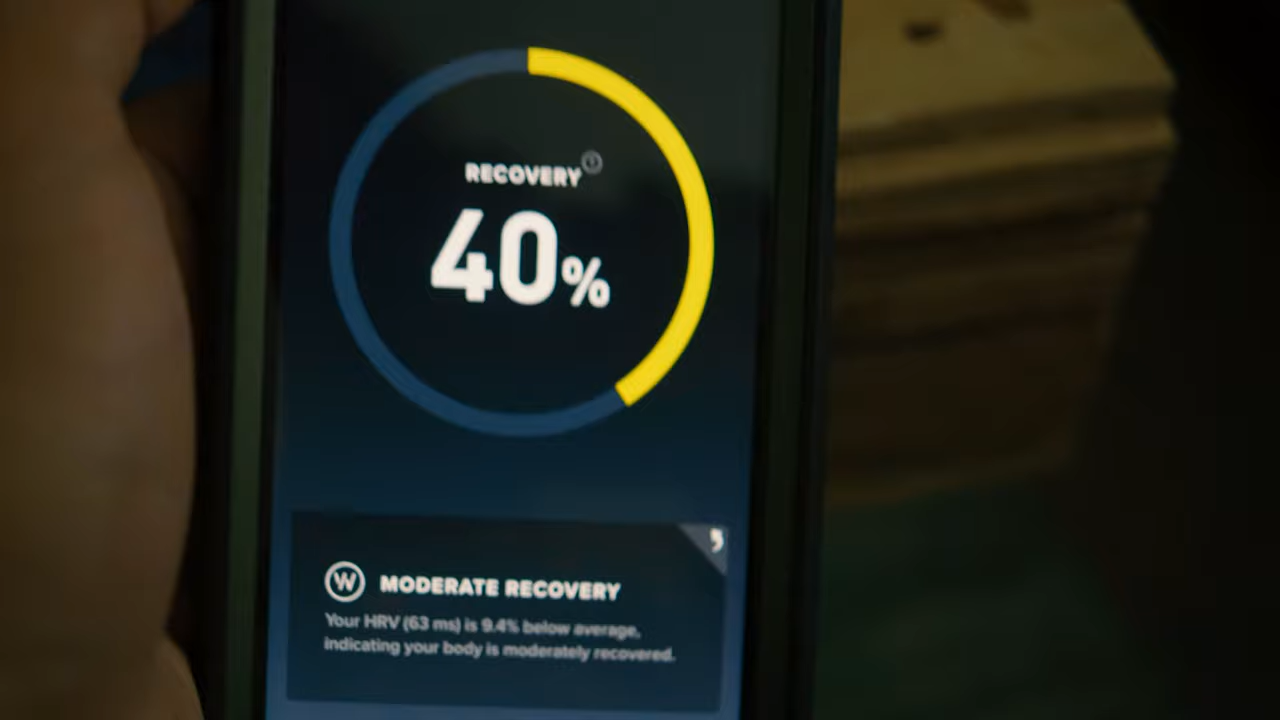 RECOVERY
40%
W MODERATE RECOVERY
Your HRV (63 ms) is 9.4% below average,
indicating your body is moderately recovered.